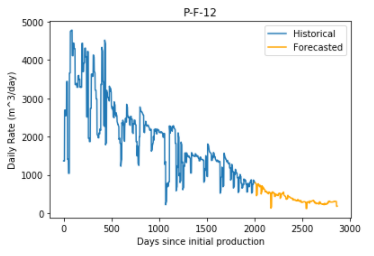 P-F-12
Historical
Forecasted
Daily Rate (m^3/day)
5000
4000
3000
2000
1000
0
0 500 1000 1500 2000 2500 3000
Days since initial production